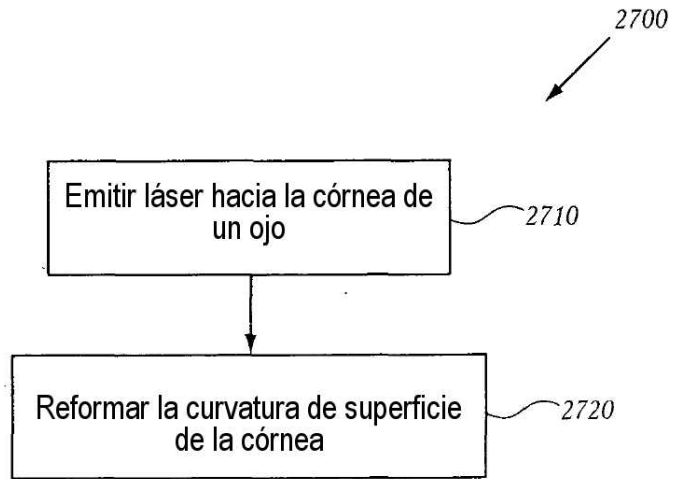 2700
Emitir láser hacia la córnea de
un ojo
2710
Reformar la curvatura de superficie
de la córnea
2720